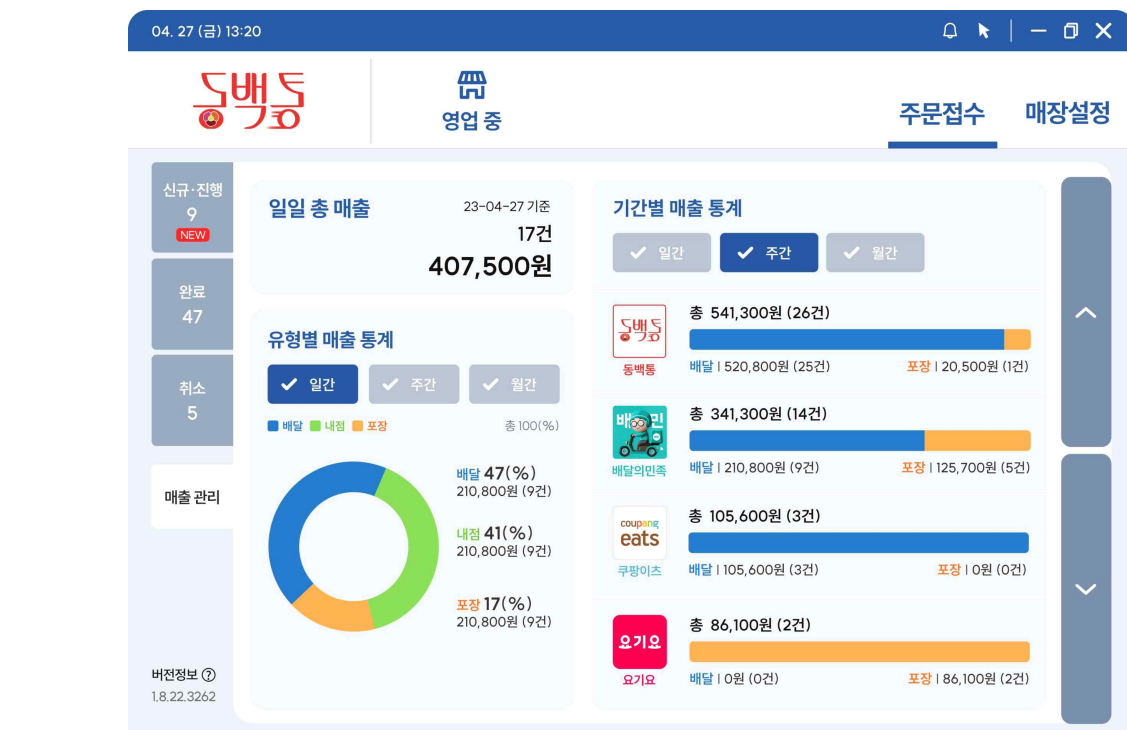 04. 27 (금) 13:20
동백통
영업 중
주문접수
매장설정
신규·진행
9
NEW
완료
47
취소
5
매출 관리
버전정보 ?
1.8.22.3262
일일 총 매출
23-04-27 기준
17건
407,500원
유형별 매출 통계
일간
주간
월간
배달 내점 포장
총 100(%)
배달 47(%)
210,800원 (9건)
내점 41(%)
210,800원 (9건)
포장 17(%)
210,800원 (9건)
기간별 매출 통계
일간
주간
월간
동백통
동백통
총 541,300원 (26건)
배달 | 520,800원 (25건)
포장 | 20,500원 (1건)
배민
배달의민족
총 341,300원 (14건)
배달 | 210,800원 (9건)
포장 | 125,700원 (5건)
coupang
eats
쿠팡이츠
총 105,600원 (3건)
배달 | 105,600원 (3건)
포장 | 0원 (0건)
요기요
요기요
총 86,100원 (2건)
배달 | 0원 (0건)
포장 | 86,100원 (2건)